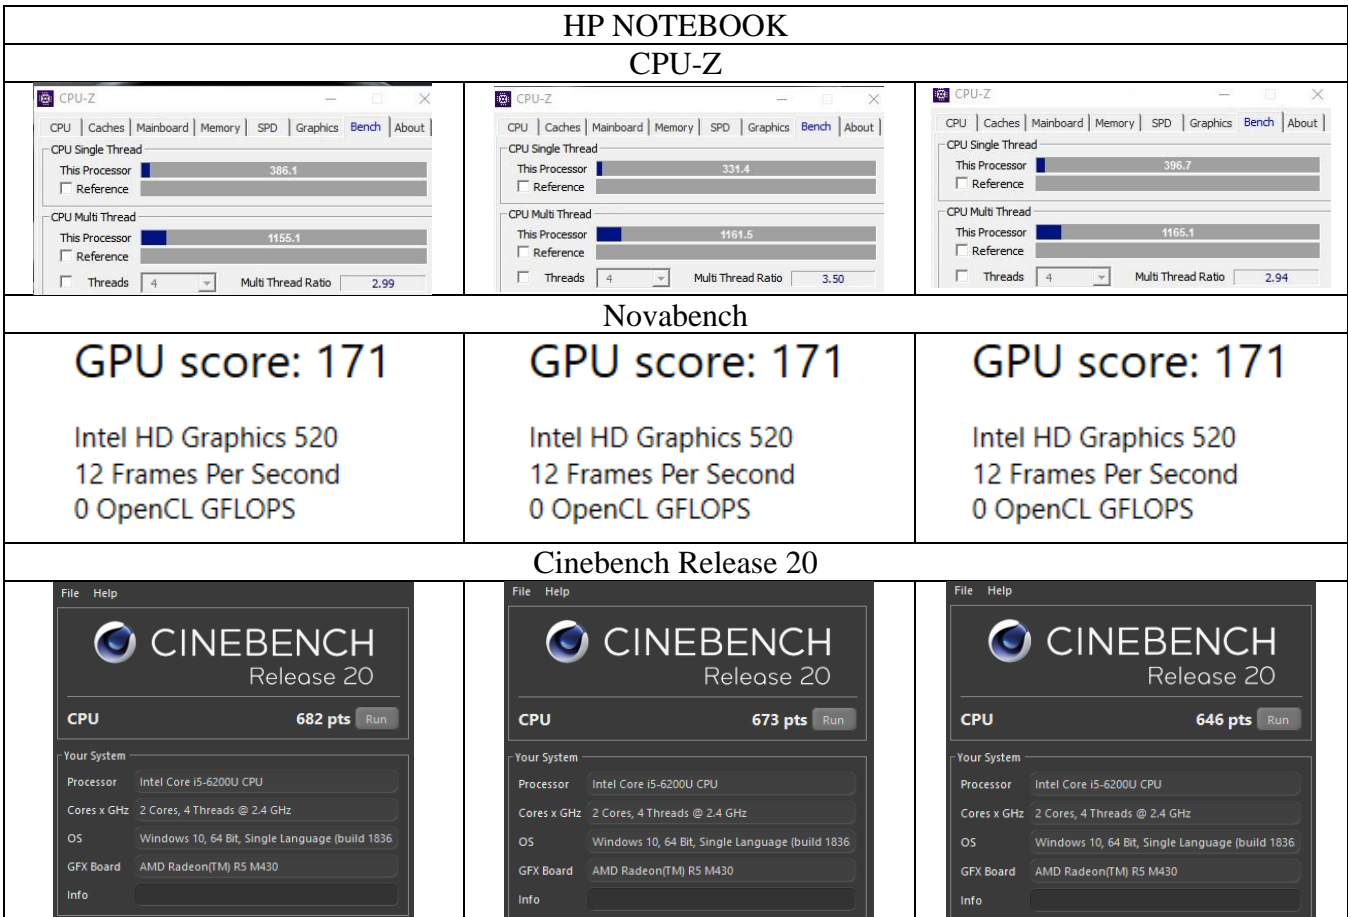 HP NOTEBOOK
CPU-Z
CPU-Z
CPU Caches Mainboard Memory SPD Graphics Bench About
CPU Single Thread
This Processor 386.1
Reference
CPU Multi Thread
This Processor 1155.1
Reference
Threads 4 Multi Thread Ratio 2.99
CPU-Z
CPU Caches Mainboard Memory SPD Graphics Bench About
CPU Single Thread
This Processor 331.4
Reference
CPU Multi Thread
This Processor 1161.5
Reference
Threads 4 Multi Thread Ratio 3.50
CPU-Z
CPU Caches Mainboard Memory SPD Graphics Bench About
CPU Single Thread
This Processor 396.7
Reference
CPU Multi Thread
This Processor 1165.1
Reference
Threads 4 Multi Thread Ratio 2.94
Novabench
GPU score: 171
Intel HD Graphics 520
12 Frames Per Second
0 OpenCL GFLOPS
GPU score: 171
Intel HD Graphics 520
12 Frames Per Second
0 OpenCL GFLOPS
GPU score: 171
Intel HD Graphics 520
12 Frames Per Second
0 OpenCL GFLOPS
Cinebench Release 20
File Help
CINEBENCH
Release 20
CPU 682 pts Run
Your System
Processor Intel Core i5-6200U CPU
Cores x GHz 2 Cores, 4 Threads @ 2.4 GHz
OS Windows 10, 64 Bit, Single Language (build 1836
GFX Board AMD Radeon(TM) R5 M430
Info
File Help
CINEBENCH
Release 20
CPU 673 pts Run
Your System
Processor Intel Core i5-6200U CPU
Cores x GHz 2 Cores, 4 Threads @ 2.4 GHz
OS Windows 10, 64 Bit, Single Language (build 1836
GFX Board AMD Radeon(TM) R5 M430
Info
File Help
CINEBENCH
Release 20
CPU 646 pts Run
Your System
Processor Intel Core i5-6200U CPU
Cores x GHz 2 Cores, 4 Threads @ 2.4 GHz
OS Windows 10, 64 Bit, Single Language (build 1836
GFX Board AMD Radeon(TM) R5 M430
Info